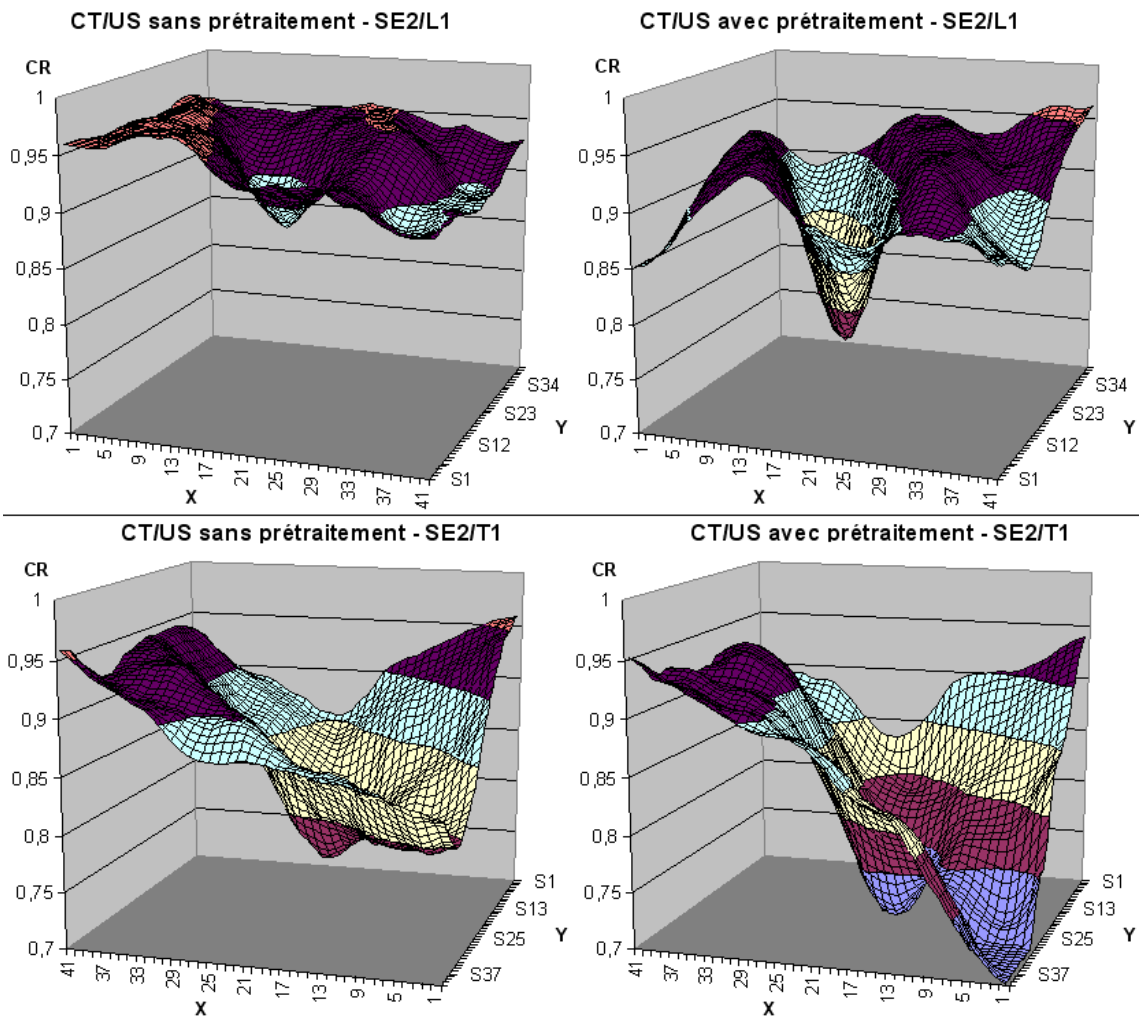 CT/US sans prétraitement - SE2/L1
CR
1
0,95
0,9
0,85
0,8
0,75
0,7
1
5
9
13
17
21
25
29
33
37
41
X
S1
S12
S23
S34
Y
CT/US avec prétraitement - SE2/L1
CR
1
0,95
0,9
0,85
0,8
0,75
0,7
1
5
9
13
17
21
25
29
33
37
41
X
S1
S12
S23
S34
Y
CT/US sans prétraitement - SE2/T1
CR
1
0,95
0,9
0,85
0,8
0,75
0,7
41
37
33
29
25
21
17
13
9
5
1
X
S37
S25
S13
S1
Y
CT/US avec prétraitement - SE2/T1
CR
1
0,95
0,9
0,85
0,8
0,75
0,7
41
37
33
29
25
21
17
13
9
5
1
X
S37
S25
S13
S1
Y